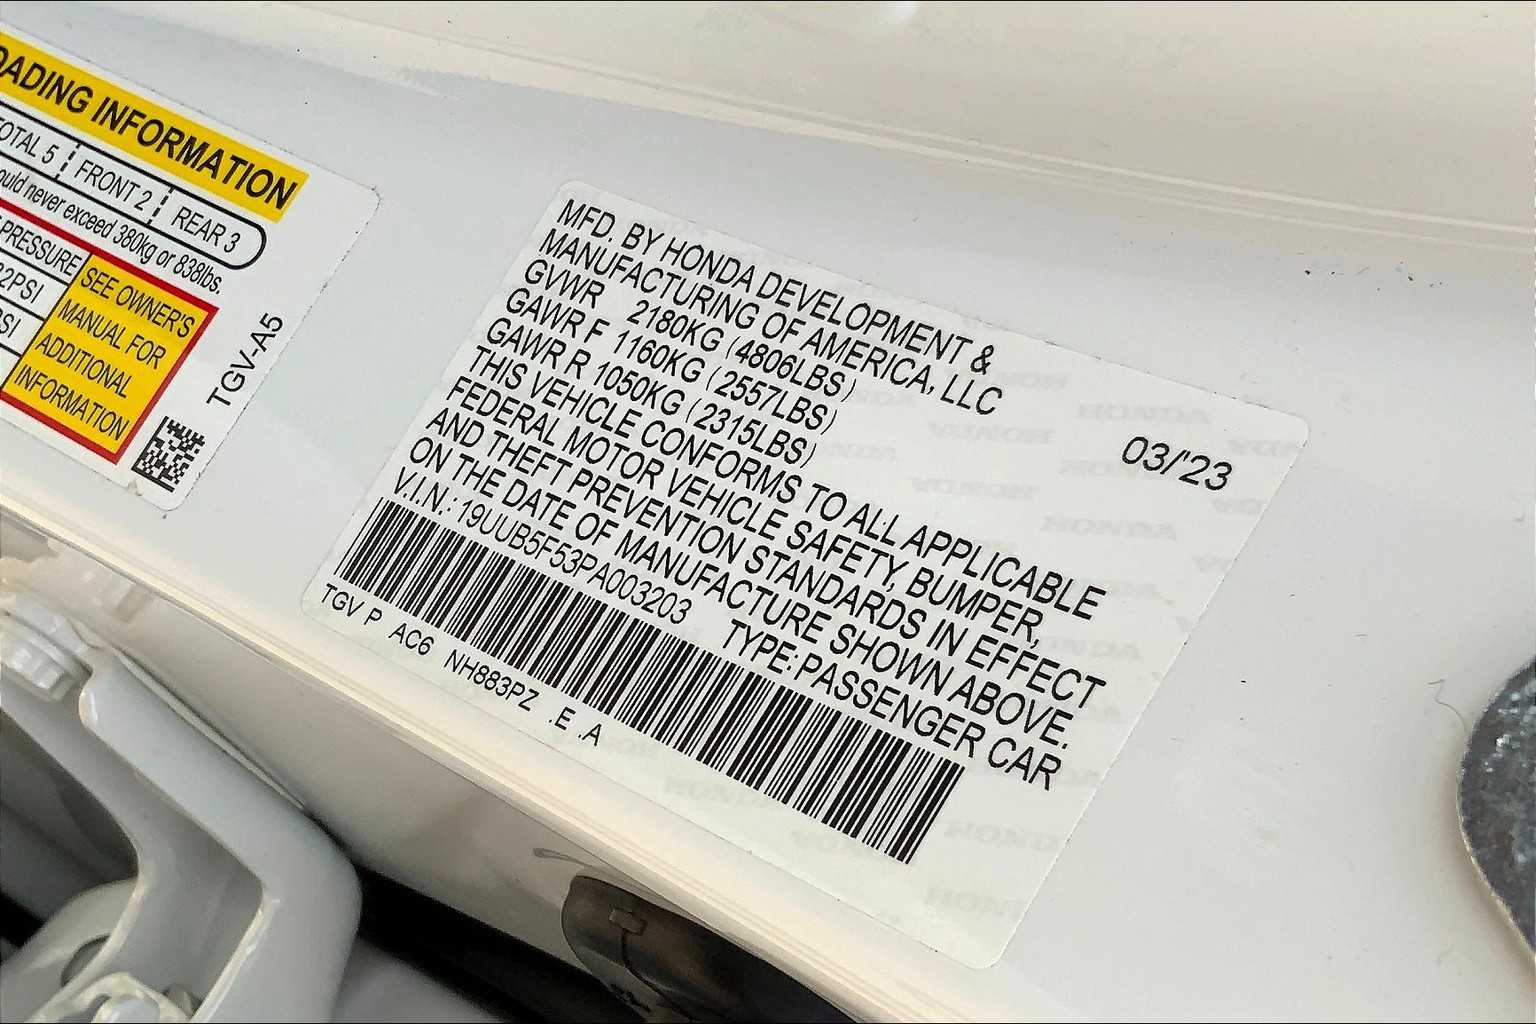 LOADING INFORMATION
TOTAL 5 FRONT 2 REAR 3
never exceed 380kg or 838lbs.
PRESSURE
SEE OWNER'S
MANUAL FOR
ADDITIONAL
INFORMATION
TGV-A5
MFD. BY HONDA DEVELOPMENT &
MANUFACTURING OF AMERICA, LLC
GVWR 2180KG (4806LBS)
GAWR F 1160KG (2557LBS)
GAWR R 1050KG (2315LBS)
03/'23
THIS VEHICLE CONFORMS TO ALL APPLICABLE
FEDERAL MOTOR VEHICLE SAFETY, BUMPER,
AND THEFT PREVENTION STANDARDS IN EFFECT
ON THE DATE OF MANUFACTURE SHOWN ABOVE.
V.I.N.: 19UUB5F53PA003203 TYPE: PASSENGER CAR
TGV P AC6 NH883PZ .E .A